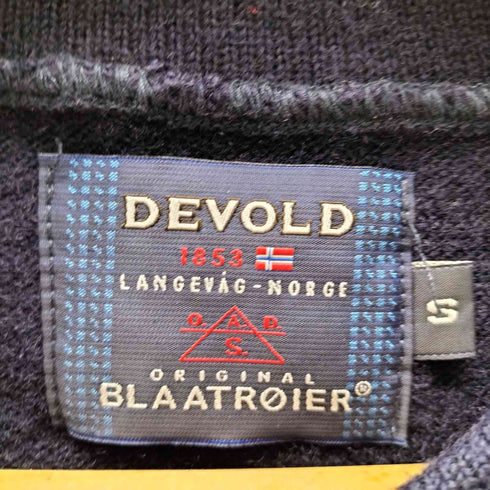 DEVOLD
1853
LANGEVÅG-NORGE
O. A. D.
S.
ORIGINAL
BLAATRØIER®
S